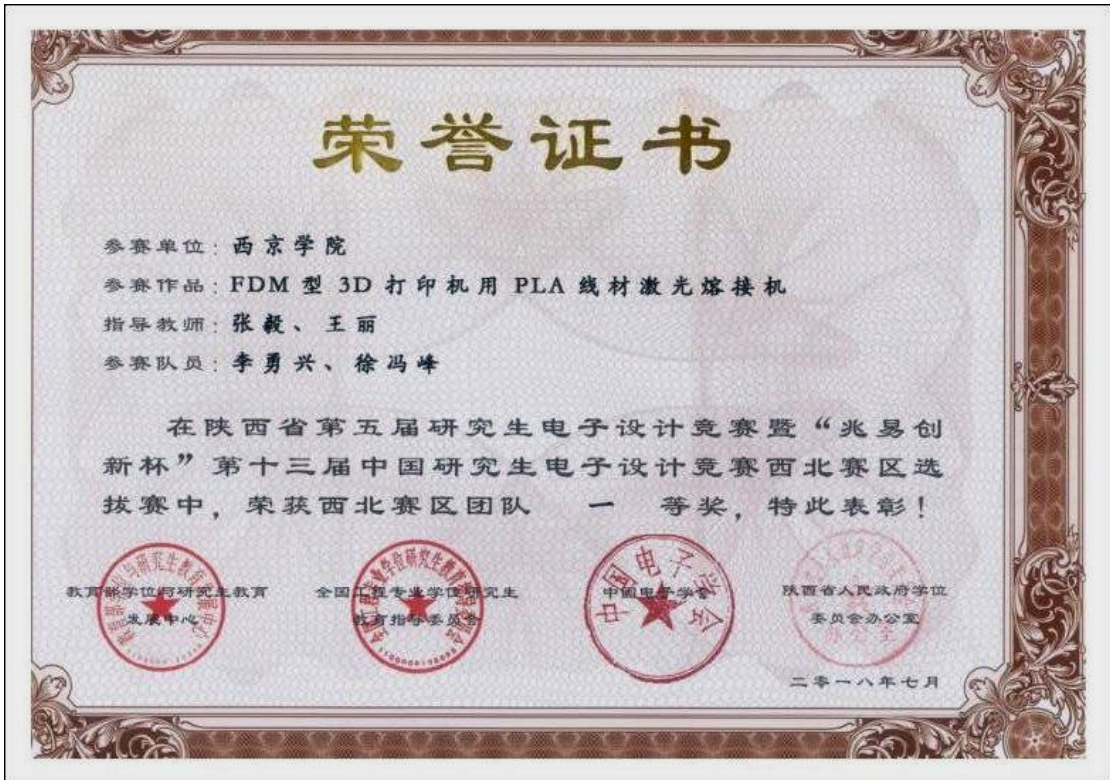 荣誉证书
参赛单位:西京学院
参赛作品:FDM 型 3D 打印机用 PLA 线材激光熔接机
指导教师:张毅、王丽
参赛队员:李勇兴、徐冯峰
在陕西省第五届研究生电子设计竞赛暨“兆易创
新杯”第十三届中国研究生电子设计竞赛西北赛区选
拔赛中,荣获西北赛区团队 一 等奖,特此表彰!
教育部学位与研究生教育
发展中心
全国工程专业学位研究生
教育指导委员会
中国电子学会
中国电子学会
陕西省人民政府学位
委员会办公室
二零一八年七月